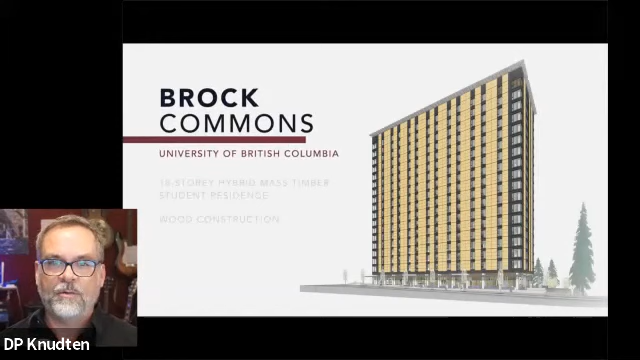 BROCK
COMMONS
UNIVERSITY OF BRITISH COLUMBIA
18-STOREY HYBRID MASS TIMBER
STUDENT RESIDENCE
WOOD CONSTRUCTION
DP Knudten